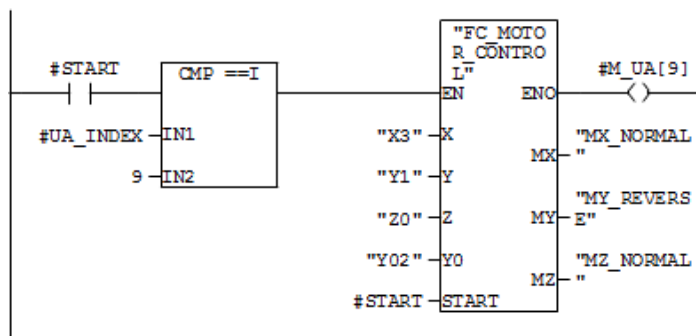 "FC_MOTO
R_CONTRO
L"
#START
CMP ==I
#M_UA[9]
EN
ENO
#UA_INDEX
IN1
"X3"
X
"MX_NORMAL
MX
"
9
IN2
"Y1"
Y
"MY_REVERS
"Z0"
Z
MY
E"
"Y02"
Y0
"MZ_NORMAL
MZ
"
#START
START